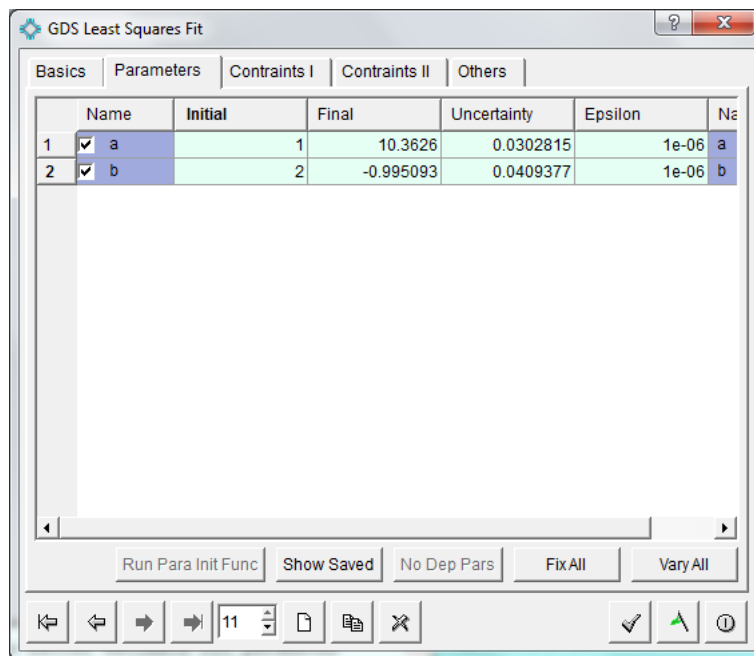 GDS Least Squares Fit
Basics Parameters Contraints I Contraints II Others
Name Initial Final Uncertainty Epsilon Na
1 a 1 10.3626 0.0302815 1e-06 a
2 b 2 -0.995093 0.0409377 1e-06 b
Run Para Init Func Show Saved No Dep Pars Fix All Vary All
11